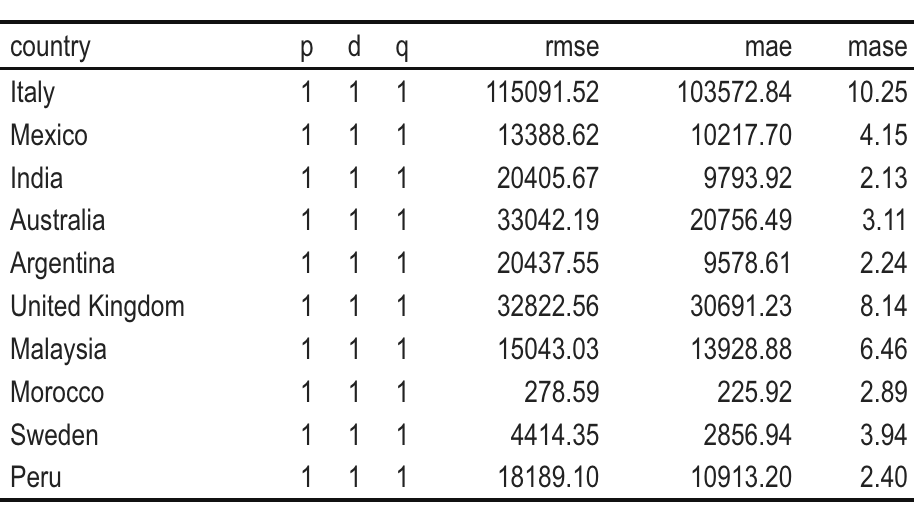 country p d q rmse mae mase
Italy 1 1 1 115091.52 103572.84 10.25
Mexico 1 1 1 13388.62 10217.70 4.15
India 1 1 1 20405.67 9793.92 2.13
Australia 1 1 1 33042.19 20756.49 3.11
Argentina 1 1 1 20437.55 9578.61 2.24
United Kingdom 1 1 1 32822.56 30691.23 8.14
Malaysia 1 1 1 15043.03 13928.88 6.46
Morocco 1 1 1 278.59 225.92 2.89
Sweden 1 1 1 4414.35 2856.94 3.94
Peru 1 1 1 18189.10 10913.20 2.40